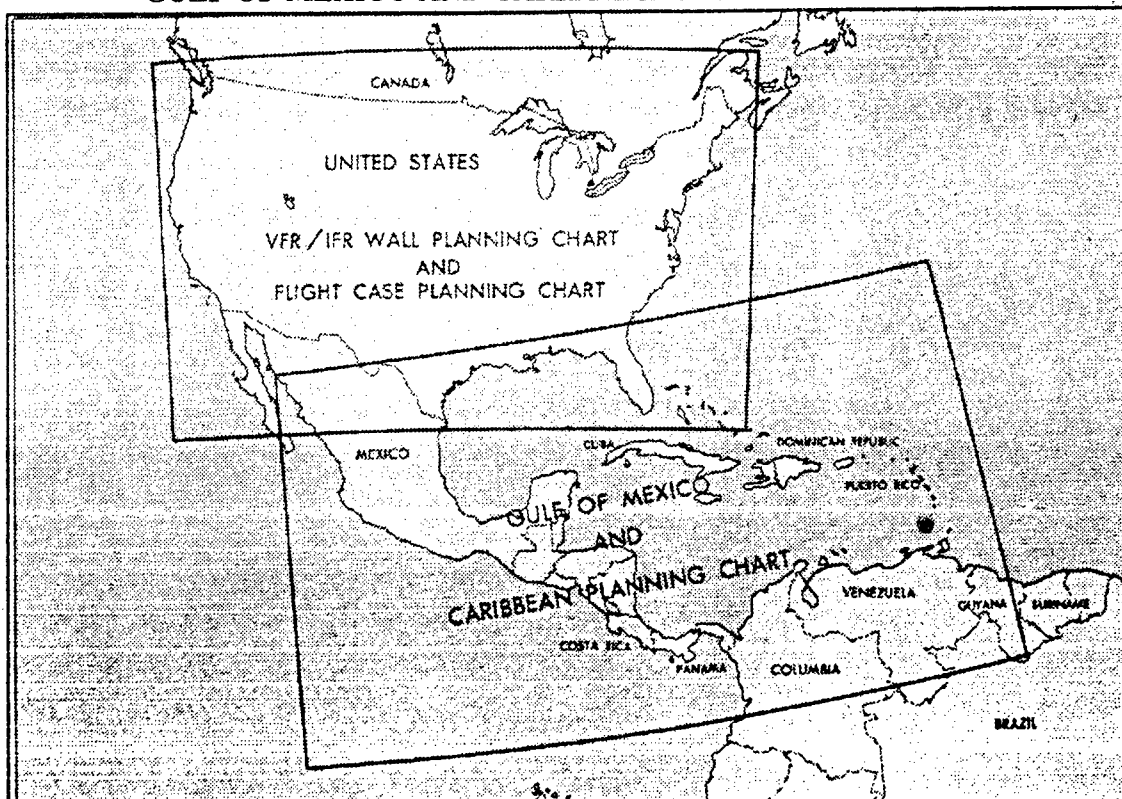 CANADA
UNITED STATES
VFR/IFR WALL PLANNING CHART
AND
FLIGHT CASE PLANNING CHART
MEXICO
CUBA
DOMINICAN REPUBLIC
PUERTO RICO
GULF OF MEXICO
AND
CARIBBEAN PLANNING CHART
VENEZUELA
GUYANA
SURINAME
COSTA RICA
PANAMA
COLUMBIA
BRAZIL